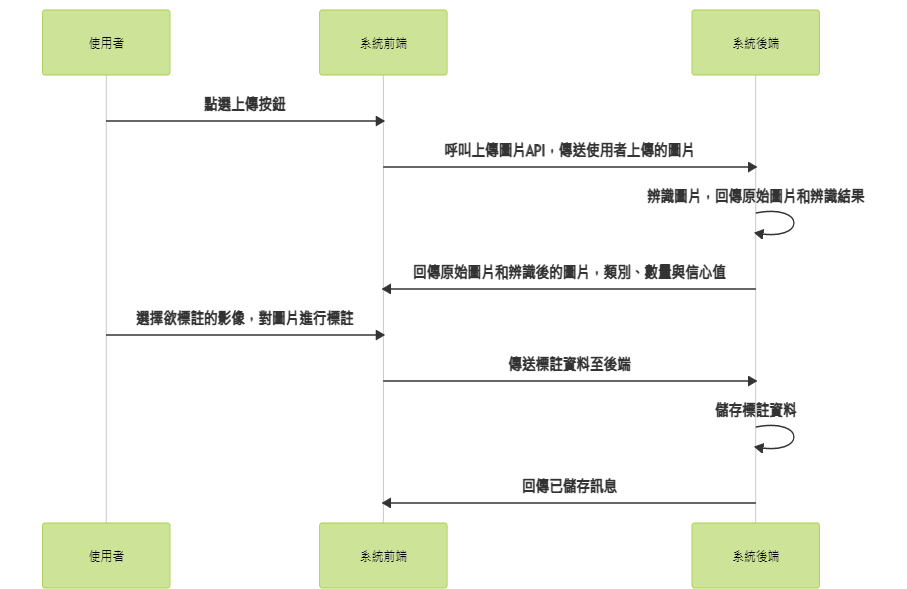 使用者
系統前端
系統後端
點選上傳按鈕
呼叫上傳圖片API，傳送使用者上傳的圖片
辨識圖片，回傳原始圖片和辨識結果
回傳原始圖片和辨識後的圖片，類別、數量與信心值
選擇欲標註的影像，對圖片進行標註
傳送標註資料至後端
儲存標註資料
回傳已儲存訊息
使用者
系統前端
系統後端